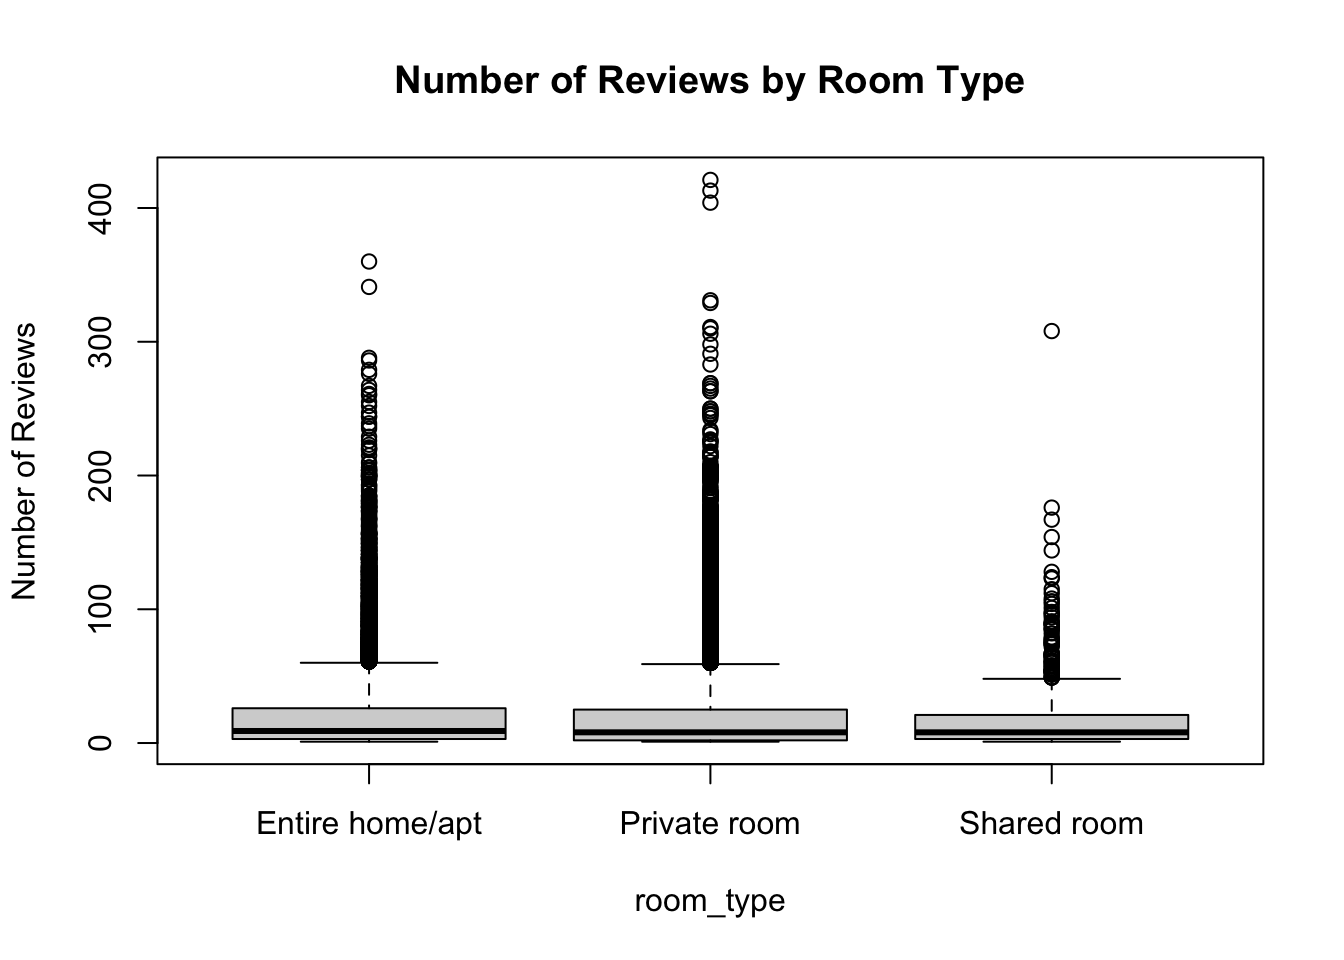 Number of Reviews by Room Type
Number of Reviews
400
300
200
100
0
Entire home/apt
Private room
Shared room
room_type